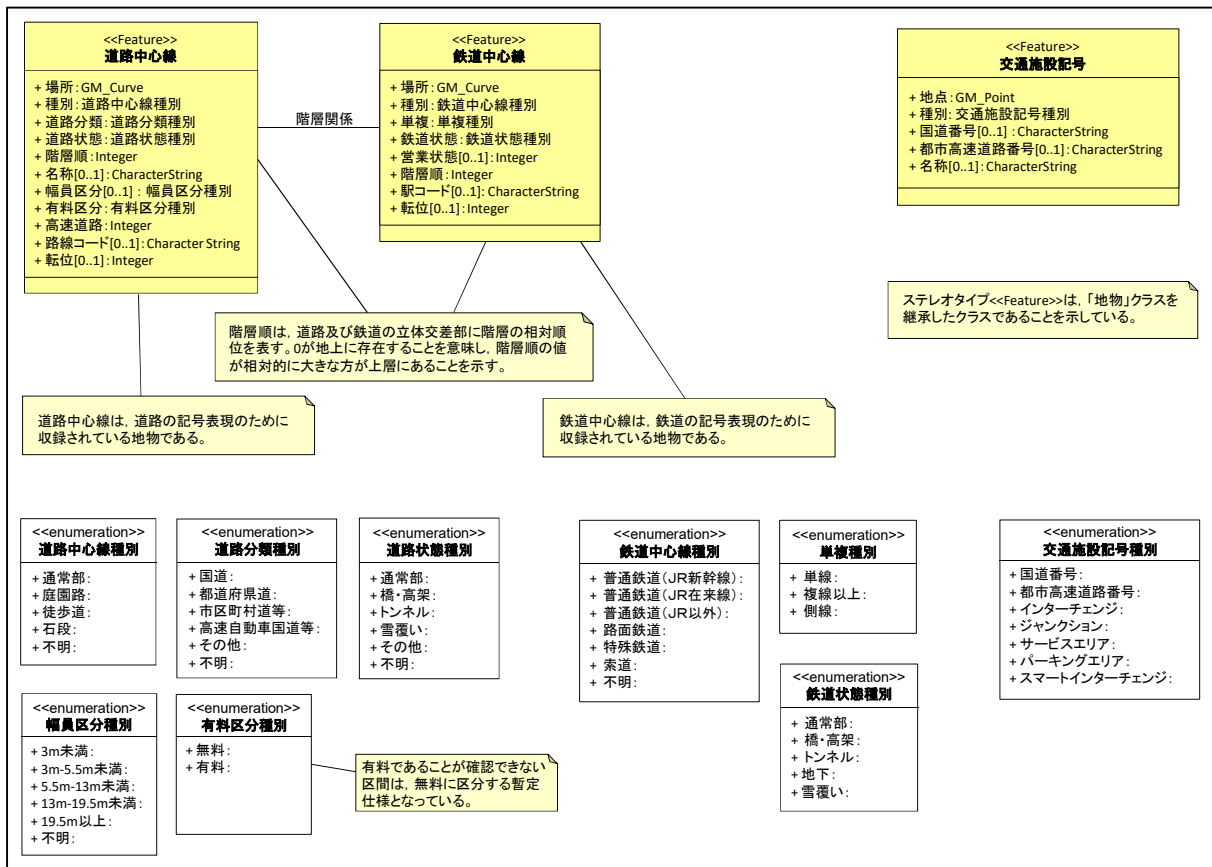 <<Feature>>
道路中心線
+ 場所:GM_Curve
+ 種別:道路中心線種別
+ 道路分類:道路分類種別
+ 道路状態:道路状態種別
+ 階層順:Integer
+ 名称[0..1]:CharacterString
+ 幅員区分[0..1]:幅員区分種別
+ 有料区分:有料区分種別
+ 高速道路:Integer
+ 路線コード[0..1]:Character String
+ 転位[0..1]:Integer
階層関係
<<Feature>>
鉄道中心線
+ 場所:GM_Curve
+ 種別:鉄道中心線種別
+ 単複:単複種別
+ 鉄道状態:鉄道状態種別
+ 営業状態[0..1]:Integer
+ 階層順:Integer
+ 駅コード[0..1]:CharacterString
+ 転位[0..1]:Integer
<<Feature>>
交通施設記号
+ 地点:GM_Point
+ 種別:交通施設記号種別
+ 国道番号[0..1]:CharacterString
+ 都市高速道路番号[0..1]:CharacterString
+ 名称[0..1]:CharacterString
ステレオタイプ<<Feature>>は,「地物」クラスを
継承したクラスであることを示している。
階層順は,道路及び鉄道の立体交差部に階層の相対順
位を表す。0が地上に存在することを意味し,階層順の値
が相対的に大きな方が上層にあることを示す。
道路中心線は,道路の記号表現のために
収録されている地物である。
鉄道中心線は,鉄道の記号表現のために
収録されている地物である。
<<enumeration>>
道路中心線種別
+ 通常部:
+ 庭園路:
+ 徒歩道:
+ 石段:
+ 不明:
<<enumeration>>
道路分類種別
+ 国道:
+ 都道府県道:
+ 市区町村道等:
+ 高速自動車国道等:
+ その他:
+ 不明:
<<enumeration>>
道路状態種別
+ 通常部:
+ 橋・高架:
+ トンネル:
+ 雪覆い:
+ その他:
+ 不明:
<<enumeration>>
鉄道中心線種別
+ 普通鉄道(JR新幹線):
+ 普通鉄道(JR在来線):
+ 普通鉄道(JR以外):
+ 路面鉄道:
+ 特殊鉄道:
+ 索道:
+ 不明:
<<enumeration>>
単複種別
+ 単線:
+ 複線以上:
+ 側線:
<<enumeration>>
交通施設記号種別
+ 国道番号:
+ 都市高速道路番号:
+ インターチェンジ:
+ ジャンクション:
+ サービスエリア:
+ パーキングエリア:
+ スマートインターチェンジ:
<<enumeration>>
幅員区分種別
+ 3m未満:
+ 3m-5.5m未満:
+ 5.5m-13m未満:
+ 13m-19.5m未満:
+ 19.5m以上:
+ 不明:
<<enumeration>>
有料区分種別
+ 無料:
+ 有料:
有料であることが確認できない
区間は,無料に区分する暫定
仕様となっている。
<<enumeration>>
鉄道状態種別
+ 通常部:
+ 橋・高架:
+ トンネル:
+ 地下:
+ 雪覆い: